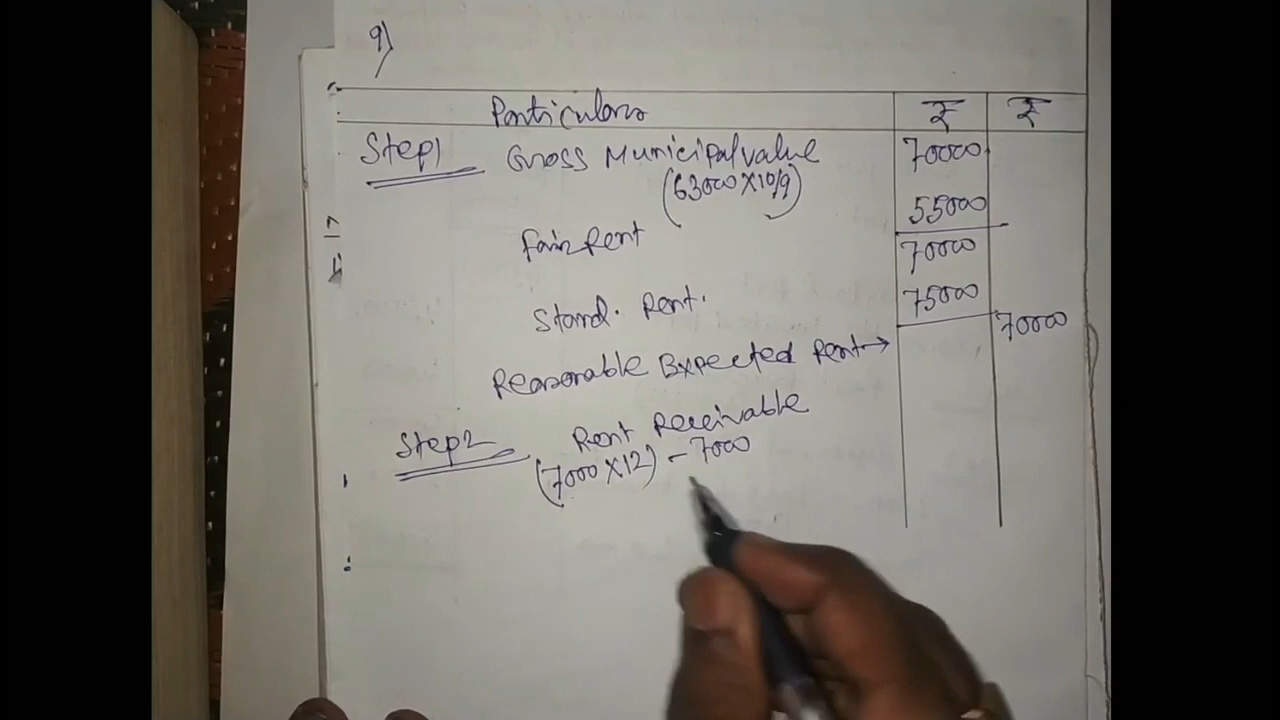 9)
Particulars ₹ ₹
Step1 Gross Municipal value 70000
(63000 X 10/9)
55000
Fair Rent 70000
Stand. Rent. 75000
70000
Reasonable Expected Rent →
Step2 Rent Receivable
(7000 X 12) - 7000